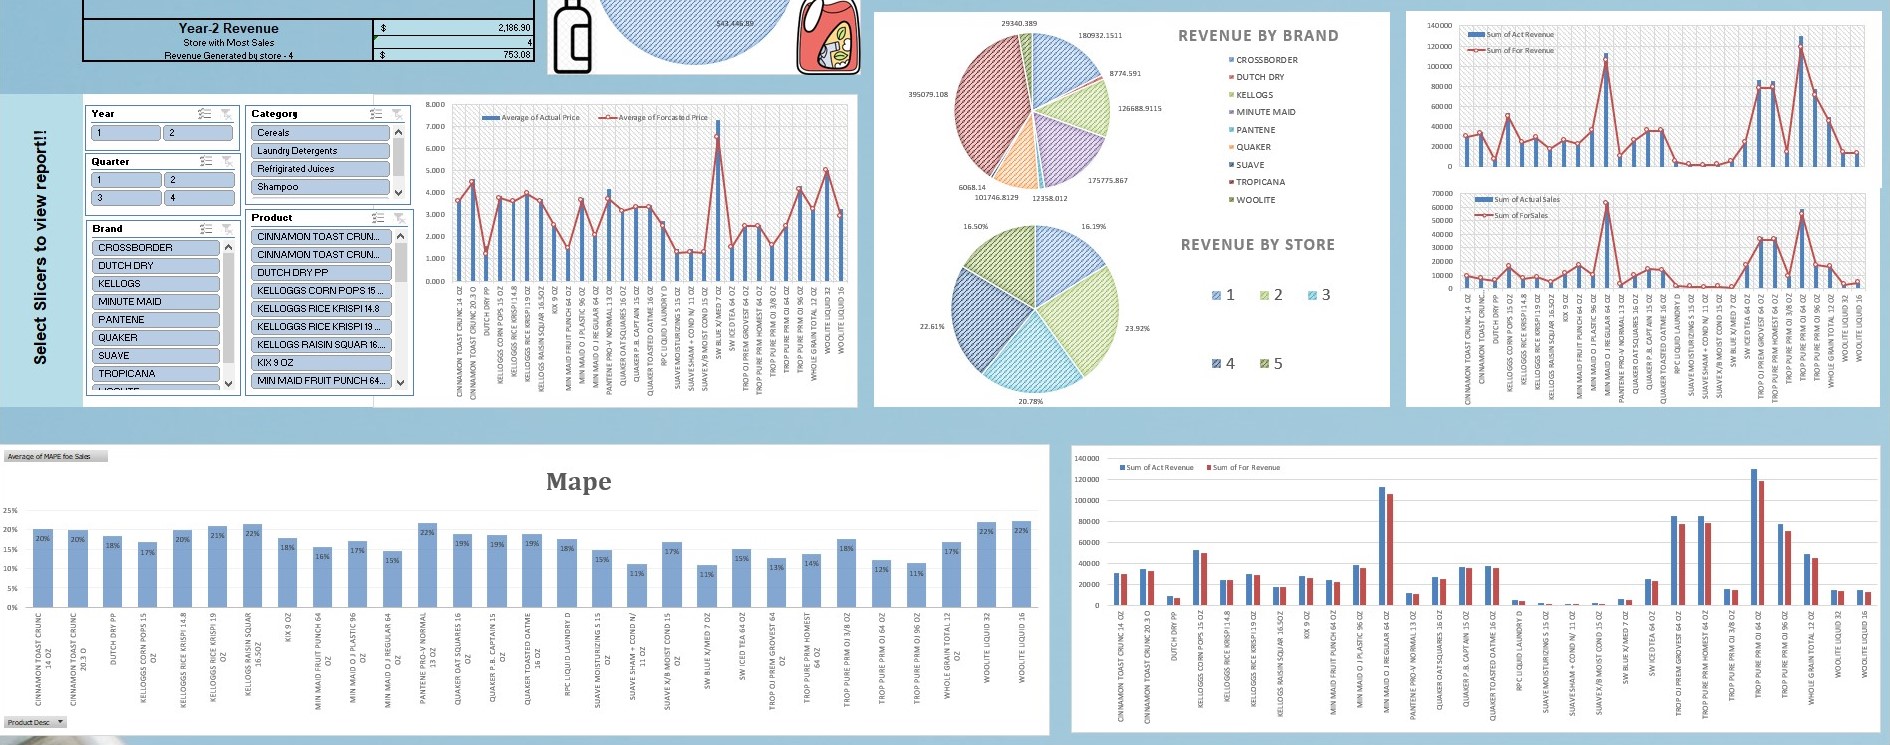 Year-2 Revenue $ 2,186.90
Store with Most Sales 4
Revenue Generated by store - 4 $ 753.08
$43,446.89
Select Slicers to view report!!
Year
1 2
Quarter
1 2
3 4
Brand
CROSSBORDER
DUTCH DRY
KELLOGS
MINUTE MAID
PANTENE
QUAKER
SUAVE
TROPICANA
WOOLITE
Category
Cereals
Laundry Detergents
Refrigirated Juices
Shampoo
Product
CINNAMON TOAST CRUN...
CINNAMON TOAST CRUN...
DUTCH DRY PP
KELLOGGS CORN POPS 15 ...
KELLOGGS RICE KRISPI 14.8
KELLOGGS RICE KRISPI 19 ...
KELLOGS RAISIN SQUAR 16....
KIX 9 OZ
MIN MAID FRUIT PUNCH 64...
Average of Actual Price
Average of Forcasted Price
8.000
7.000
6.000
5.000
4.000
3.000
2.000
1.000
0.000
CINNAMON TOAST CRUNC 14 OZ
CINNAMON TOAST CRUNC 20.3 O
DUTCH DRY PP
KELLOGGS CORN POPS 15 OZ
KELLOGGS RICE KRISPI 14.8
KELLOGGS RICE KRISPI 19 OZ
KELLOGS RAISIN SQUAR 16.5OZ
KIX 9 OZ
MIN MAID FRUIT PUNCH 64 OZ
MIN MAID O J PLASTIC 96 OZ
MIN MAID O J REGULAR 64 OZ
PANTENE PRO-V NORMAL 13 OZ
QUAKER OAT SQUARES 16 OZ
QUAKER P.B. CAPTAIN 15 OZ
QUAKER TOASTED OATME 16 OZ
RPC LIQUID LAUNDRY D
SUAVE MOISTURIZING S 15 OZ
SUAVE SHAM + COND N/ 11 OZ
SUAVE X/B MOIST COND 15 OZ
SW BLUE X/MED 7 OZ
SW ICED TEA 64 OZ
TROP OJ PREM GROVEST 64 OZ
TROP PURE PRM HOMEST 64 OZ
TROP PURE PRM OJ 3/8 OZ
TROP PURE PRM OJ 64 OZ
TROP PURE PRM OJ 96 OZ
WHOLE GRAIN TOTAL 12 OZ
WOOLITE LIQUID 32
WOOLITE LIQUID 16
REVENUE BY BRAND
29340.389
180932.1511
8774.591
126688.9115
175775.867
12358.012
101746.8129
6068.14
395079.108
CROSSBORDER
DUTCH DRY
KELLOGS
MINUTE MAID
PANTENE
QUAKER
SUAVE
TROPICANA
WOOLITE
REVENUE BY STORE
16.50%
16.19%
22.61%
23.92%
20.78%
1 2 3
4 5
Sum of Act Revenue
Sum of For Revenue
140000
120000
100000
80000
60000
40000
20000
0
Sum of Actual Sales
Sum of ForSales
70000
60000
50000
40000
30000
20000
10000
0
CINNAMON TOAST CRUNC 14 OZ
CINNAMON TOAST CRUNC...
DUTCH DRY PP
KELLOGGS CORN POPS 15 OZ
KELLOGGS RICE KRISPI 14.8
KELLOGGS RICE KRISPI 19 OZ
KELLOGS RAISIN SQUAR 16.5OZ
KIX 9 OZ
MIN MAID FRUIT PUNCH 64 OZ
MIN MAID O J PLASTIC 96 OZ
MIN MAID O J REGULAR 64 OZ
PANTENE PRO-V NORMAL 13 OZ
QUAKER OAT SQUARES 16 OZ
QUAKER P.B. CAPTAIN 15 OZ
QUAKER TOASTED OATME 16 OZ
RPC LIQUID LAUNDRY D
SUAVE MOISTURIZING S 15 OZ
SUAVE SHAM + COND N/ 11 OZ
SUAVE X/B MOIST COND 15 OZ
SW BLUE X/MED 7 OZ
SW ICED TEA 64 OZ
TROP OJ PREM GROVEST 64 OZ
TROP PURE PRM HOMEST 64 OZ
TROP PURE PRM OJ 3/8 OZ
TROP PURE PRM OJ 64 OZ
TROP PURE PRM OJ 96 OZ
WHOLE GRAIN TOTAL 12 OZ
WOOLITE LIQUID 32
WOOLITE LIQUID 16
Average of MAPE foe Sales
Mape
25%
20%
15%
10%
5%
0%
20% 20% 18% 17% 20% 21% 22% 18% 16% 17% 15% 22% 19% 19% 19% 18% 15% 11% 17% 11% 15% 13% 14% 18% 12% 11% 17% 22% 22%
CINNAMON TOAST CRUNC 14 OZ
CINNAMON TOAST CRUNC 20.3 O
DUTCH DRY PP
KELLOGGS CORN POPS 15 OZ
KELLOGGS RICE KRISPI 14.8
KELLOGGS RICE KRISPI 19 OZ
KELLOGS RAISIN SQUAR 16.5OZ
KIX 9 OZ
MIN MAID FRUIT PUNCH 64 OZ
MIN MAID O J PLASTIC 96 OZ
MIN MAID O J REGULAR 64 OZ
PANTENE PRO-V NORMAL 13 OZ
QUAKER OAT SQUARES 16 OZ
QUAKER P.B. CAPTAIN 15 OZ
QUAKER TOASTED OATME 16 OZ
RPC LIQUID LAUNDRY D
SUAVE MOISTURIZING S 15 OZ
SUAVE SHAM + COND N/ 11 OZ
SUAVE X/B MOIST COND 15 OZ
SW BLUE X/MED 7 OZ
SW ICED TEA 64 OZ
TROP OJ PREM GROVEST 64 OZ
TROP PURE PRM HOMEST 64 OZ
TROP PURE PRM OJ 3/8 OZ
TROP PURE PRM OJ 64 OZ
TROP PURE PRM OJ 96 OZ
WHOLE GRAIN TOTAL 12 OZ
WOOLITE LIQUID 32
WOOLITE LIQUID 16
Product Desc
Sum of Act Revenue
Sum of For Revenue
140000
120000
100000
80000
60000
40000
20000
0
CINNAMON TOAST CRUNC 14 OZ
CINNAMON TOAST CRUNC 20.3 O
DUTCH DRY PP
KELLOGGS CORN POPS 15 OZ
KELLOGGS RICE KRISPI 14.8
KELLOGGS RICE KRISPI 19 OZ
KELLOGS RAISIN SQUAR 16.5OZ
KIX 9 OZ
MIN MAID FRUIT PUNCH 64 OZ
MIN MAID O J PLASTIC 96 OZ
MIN MAID O J REGULAR 64 OZ
PANTENE PRO-V NORMAL 13 OZ
QUAKER OAT SQUARES 16 OZ
QUAKER P.B. CAPTAIN 15 OZ
QUAKER TOASTED OATME 16 OZ
RPC LIQUID LAUNDRY D
SUAVE MOISTURIZING S 15 OZ
SUAVE SHAM + COND N/ 11 OZ
SUAVE X/B MOIST COND 15 OZ
SW BLUE X/MED 7 OZ
SW ICED TEA 64 OZ
TROP OJ PREM GROVEST 64 OZ
TROP PURE PRM HOMEST 64 OZ
TROP PURE PRM OJ 3/8 OZ
TROP PURE PRM OJ 64 OZ
TROP PURE PRM OJ 96 OZ
WHOLE GRAIN TOTAL 12 OZ
WOOLITE LIQUID 32
WOOLITE LIQUID 16